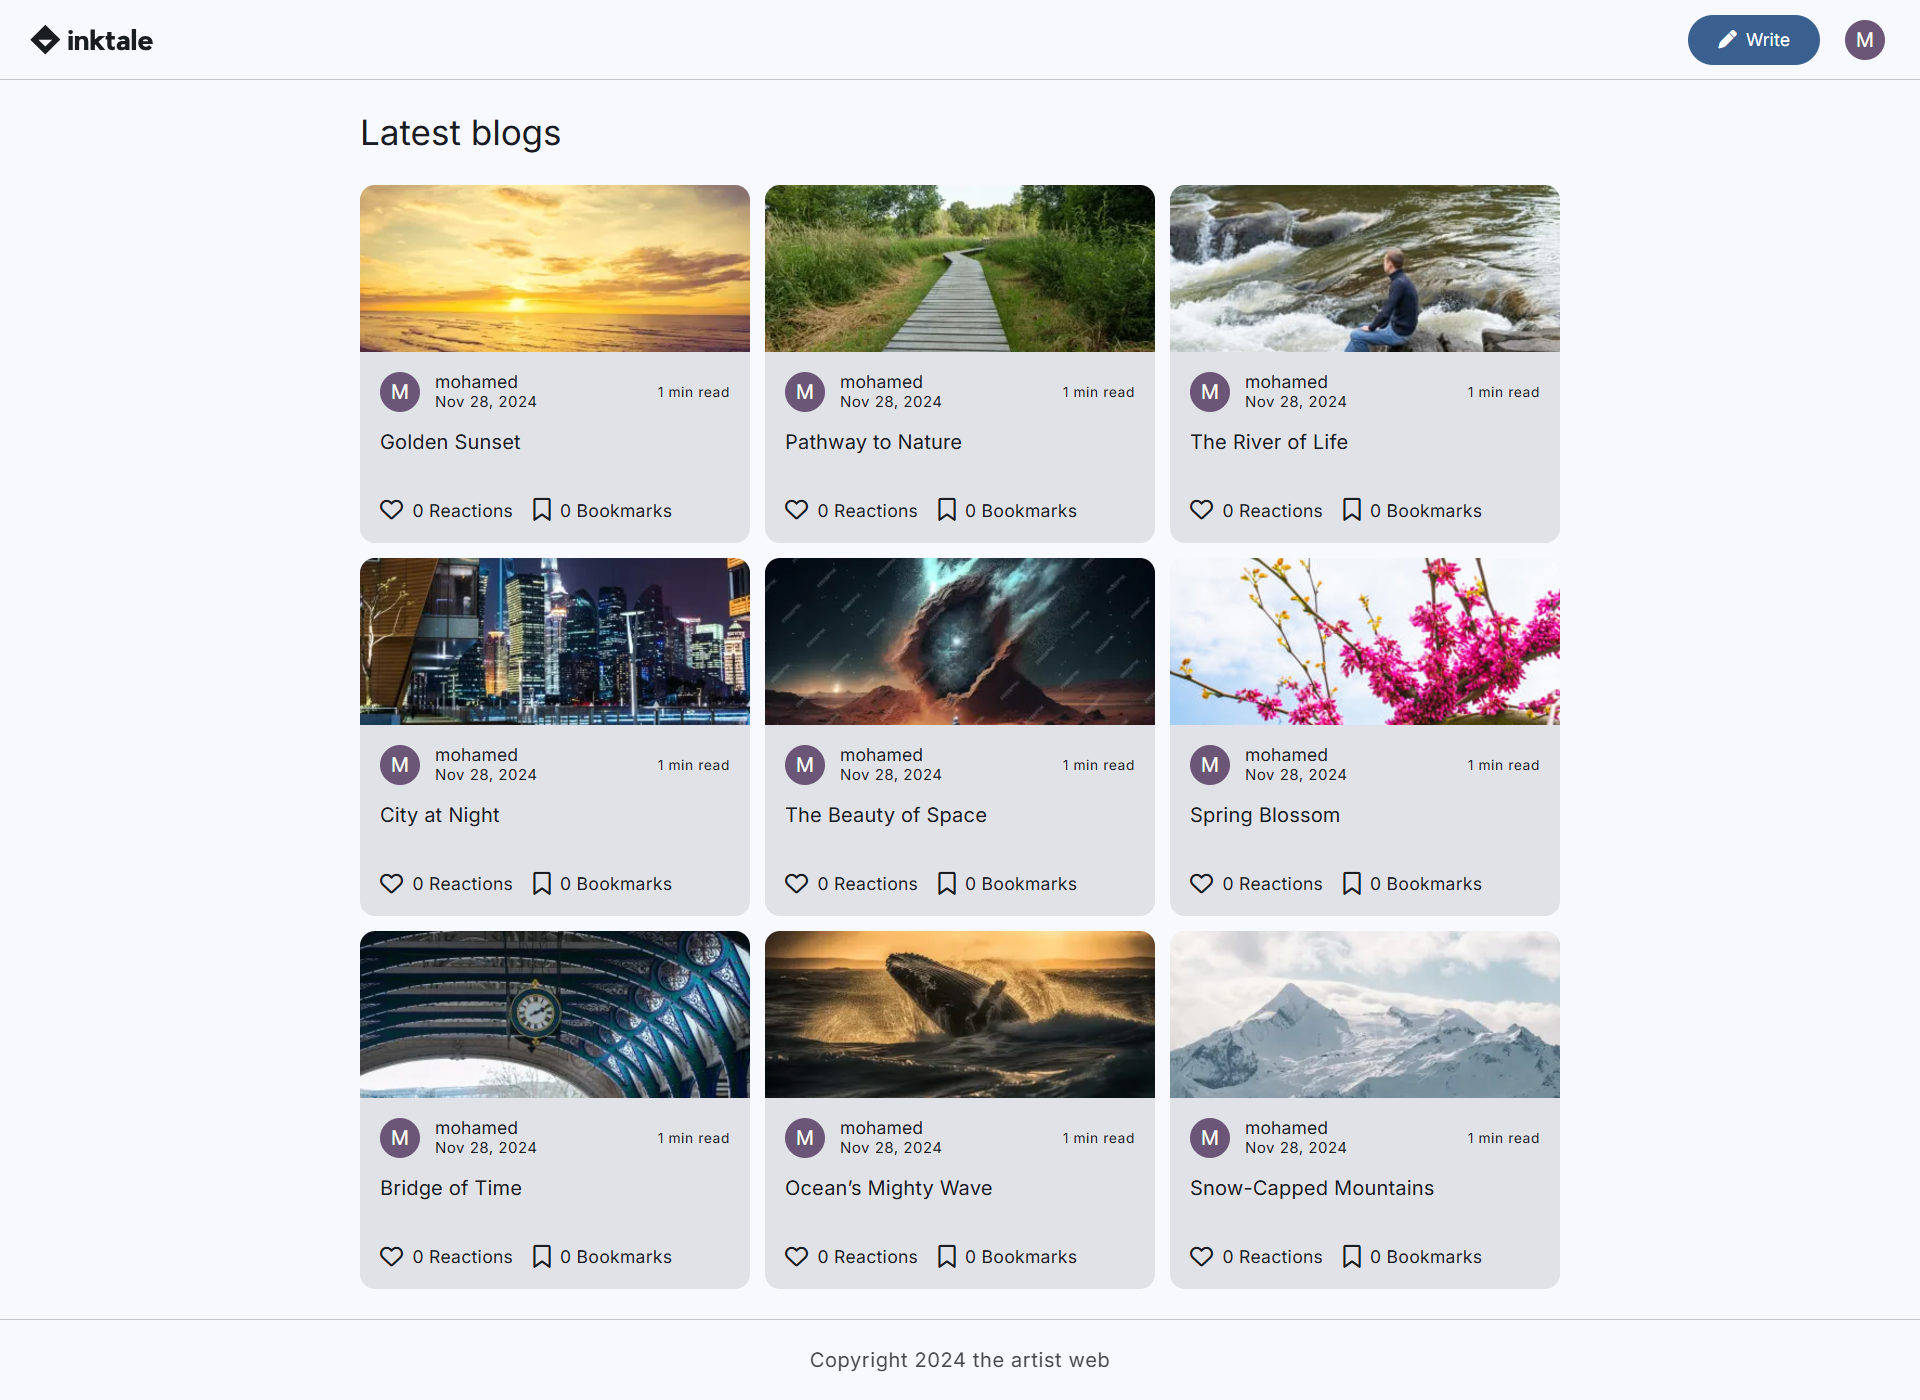 inktale
Write
M
Latest blogs
M
mohamed
Nov 28, 2024
1 min read
Golden Sunset
0 Reactions
0 Bookmarks
M
mohamed
Nov 28, 2024
1 min read
Pathway to Nature
0 Reactions
0 Bookmarks
M
mohamed
Nov 28, 2024
1 min read
The River of Life
0 Reactions
0 Bookmarks
M
mohamed
Nov 28, 2024
1 min read
City at Night
0 Reactions
0 Bookmarks
M
mohamed
Nov 28, 2024
1 min read
The Beauty of Space
0 Reactions
0 Bookmarks
M
mohamed
Nov 28, 2024
1 min read
Spring Blossom
0 Reactions
0 Bookmarks
M
mohamed
Nov 28, 2024
1 min read
Bridge of Time
0 Reactions
0 Bookmarks
M
mohamed
Nov 28, 2024
1 min read
Ocean’s Mighty Wave
0 Reactions
0 Bookmarks
M
mohamed
Nov 28, 2024
1 min read
Snow-Capped Mountains
0 Reactions
0 Bookmarks
Copyright 2024 the artist web